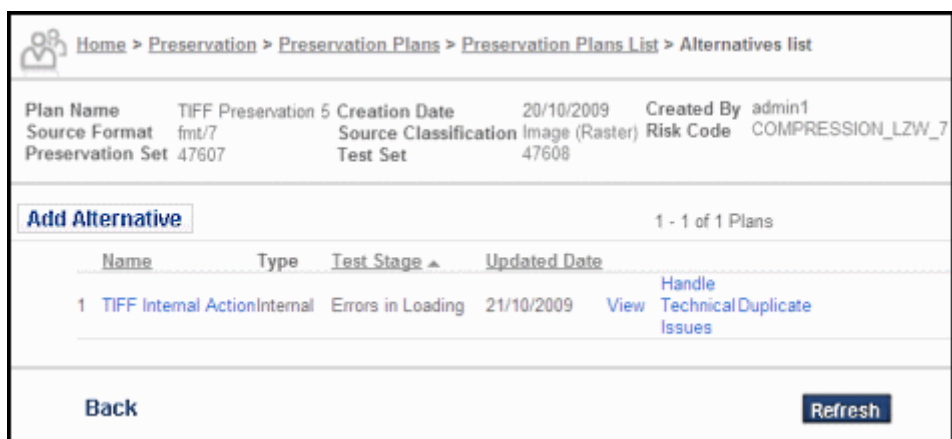 Home > Preservation > Preservation Plans > Preservation Plans List > Alternatives list
Plan Name TIFF Preservation 5 Creation Date 20/10/2009 Created By admin1
Source Format fmt/7 Source Classification Image (Raster) Risk Code COMPRESSION_LZW_7
Preservation Set 47607 Test Set 47608
Add Alternative 1 - 1 of 1 Plans
Name Type Test Stage Updated Date
1 TIFF Internal Action Internal Errors in Loading 21/10/2009 View Handle Technical Issues Duplicate
Back Refresh